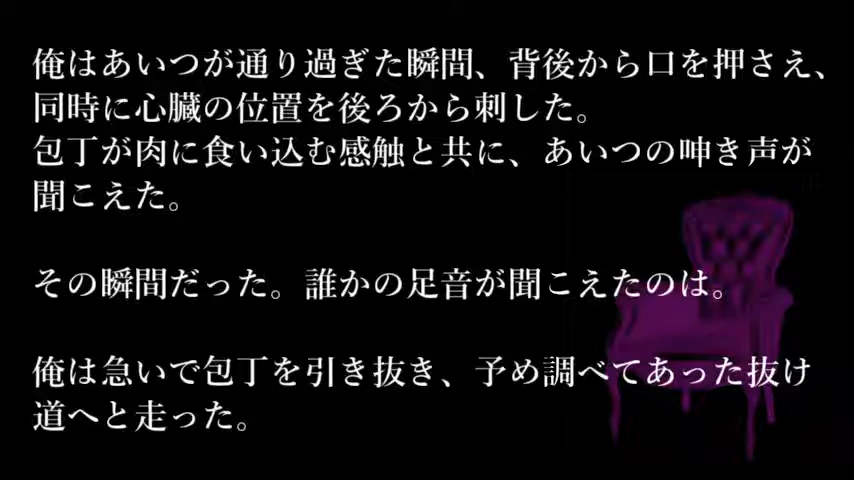 俺はあいつが通り過ぎた瞬間、背後から口を押さえ、
同時に心臓の位置を後ろから刺した。
包丁が肉に食い込む感触と共に、あいつの呻き声が
聞こえた。
その瞬間だった。誰かの足音が聞こえたのは。
俺は急いで包丁を引き抜き、予め調べてあった抜け
道へと走った。